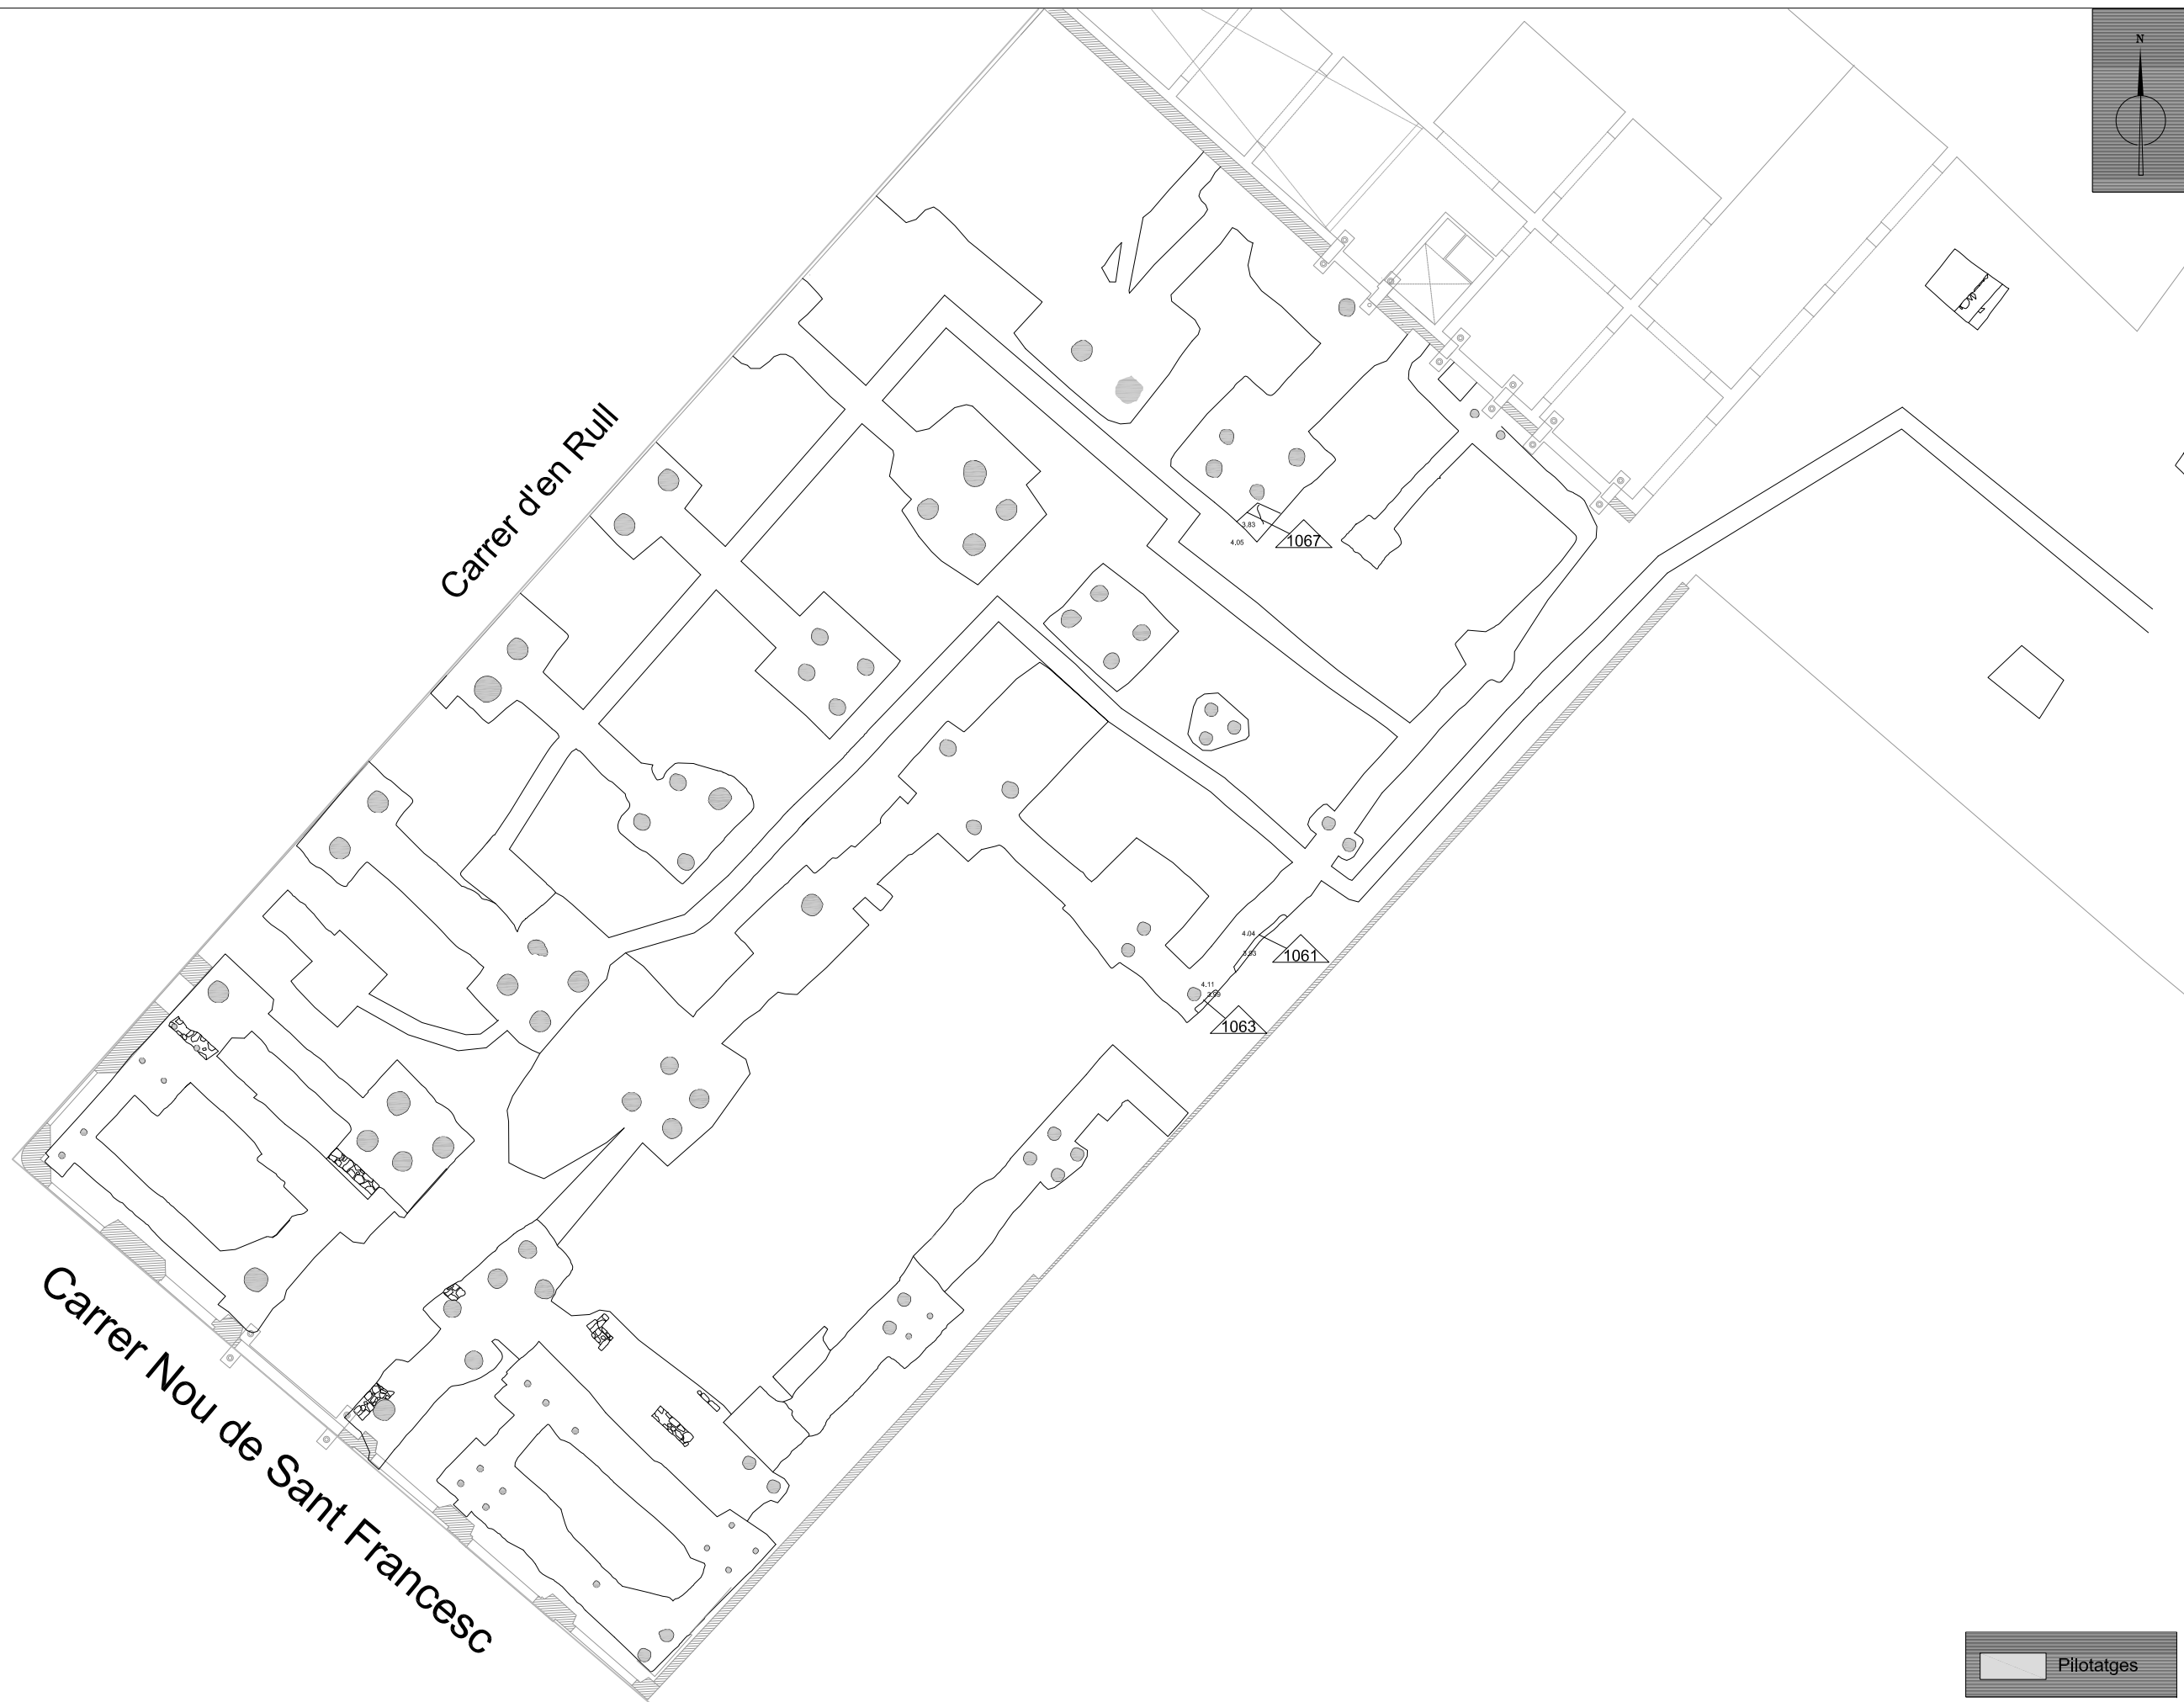 N
Carrer d'en Rull
3.83
4.05
1067
4.04
1061
4.11
1063
Carrer Nou de Sant Francesc
Pilotatges